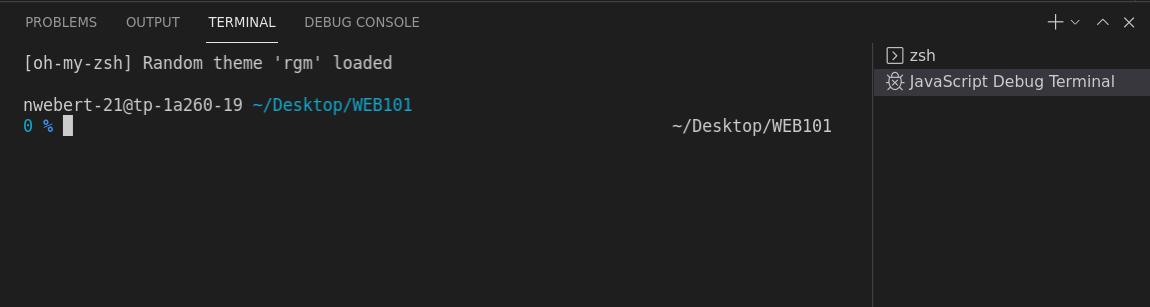 PROBLEMS OUTPUT TERMINAL DEBUG CONSOLE
[oh-my-zsh] Random theme 'rgm' loaded
nwebert-21@tp-1a260-19 ~/Desktop/WEB101
0 % ~/Desktop/WEB101
zsh
JavaScript Debug Terminal